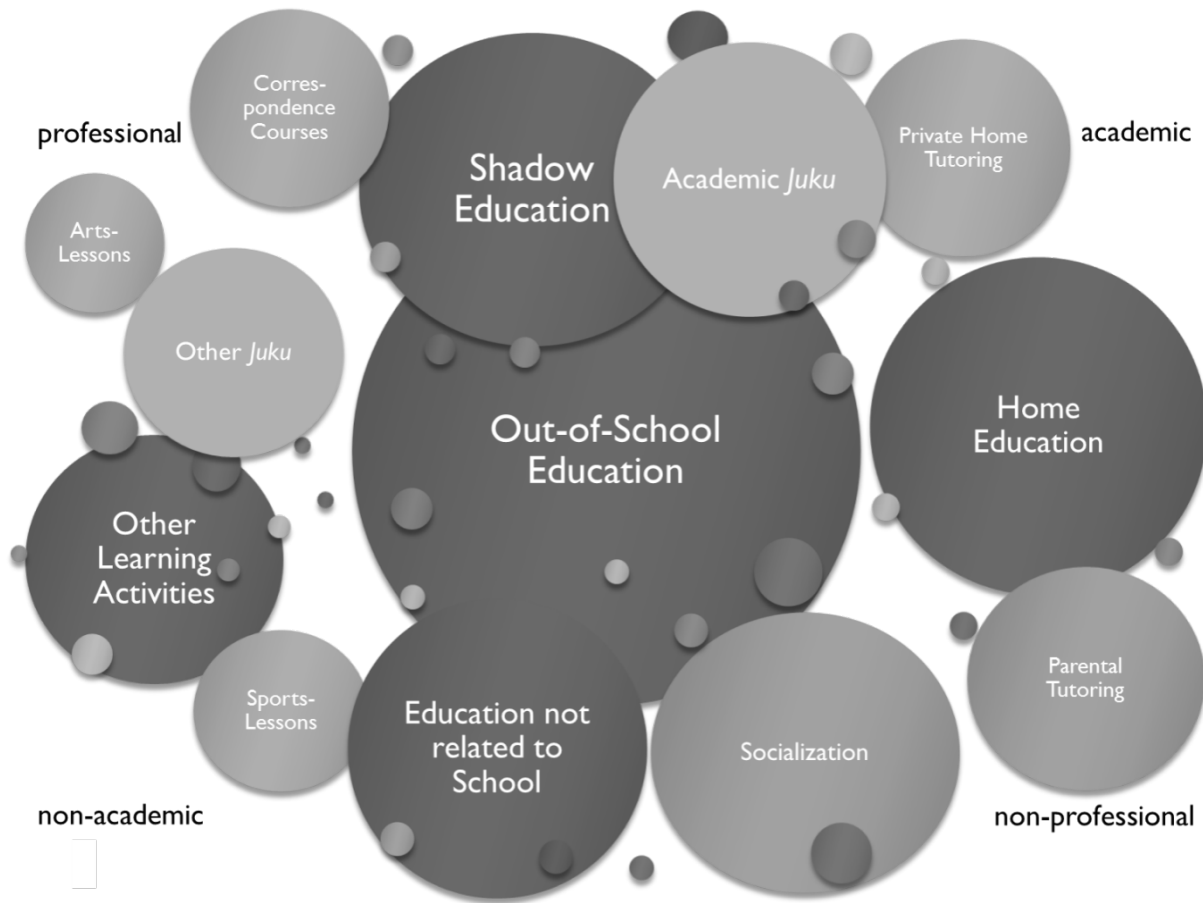 Corres-
pondence
Courses
professional
Shadow
Education
Academic Juku
Private Home
Tutoring
academic
Arts-
Lessons
Other Juku
Out-of-School
Education
Home
Education
Other
Learning
Activities
Sports-
Lessons
Education not
related to
School
Socialization
Parental
Tutoring
non-academic
non-professional